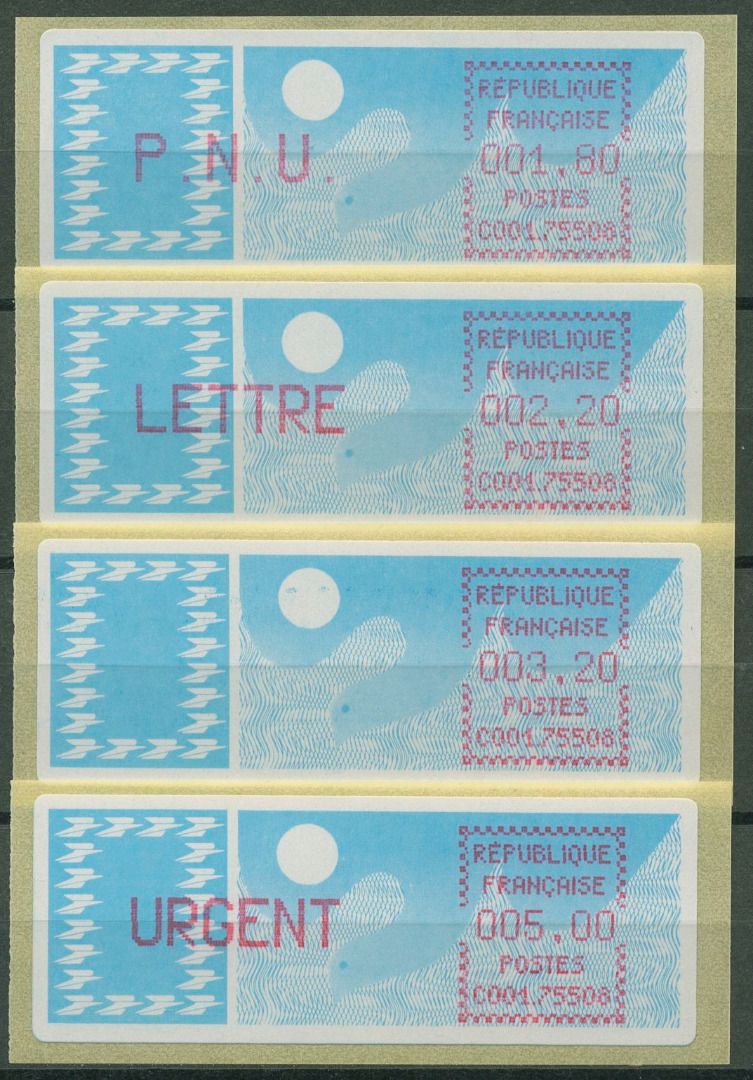 P.N.U.
RÉPUBLIQUE
FRANÇAISE
001,80
POSTES
C001.75508
LETTRE
RÉPUBLIQUE
FRANÇAISE
002,20
POSTES
C001.75508
RÉPUBLIQUE
FRANÇAISE
003,20
POSTES
C001.75508
URGENT
RÉPUBLIQUE
FRANÇAISE
005,00
POSTES
C001.75508